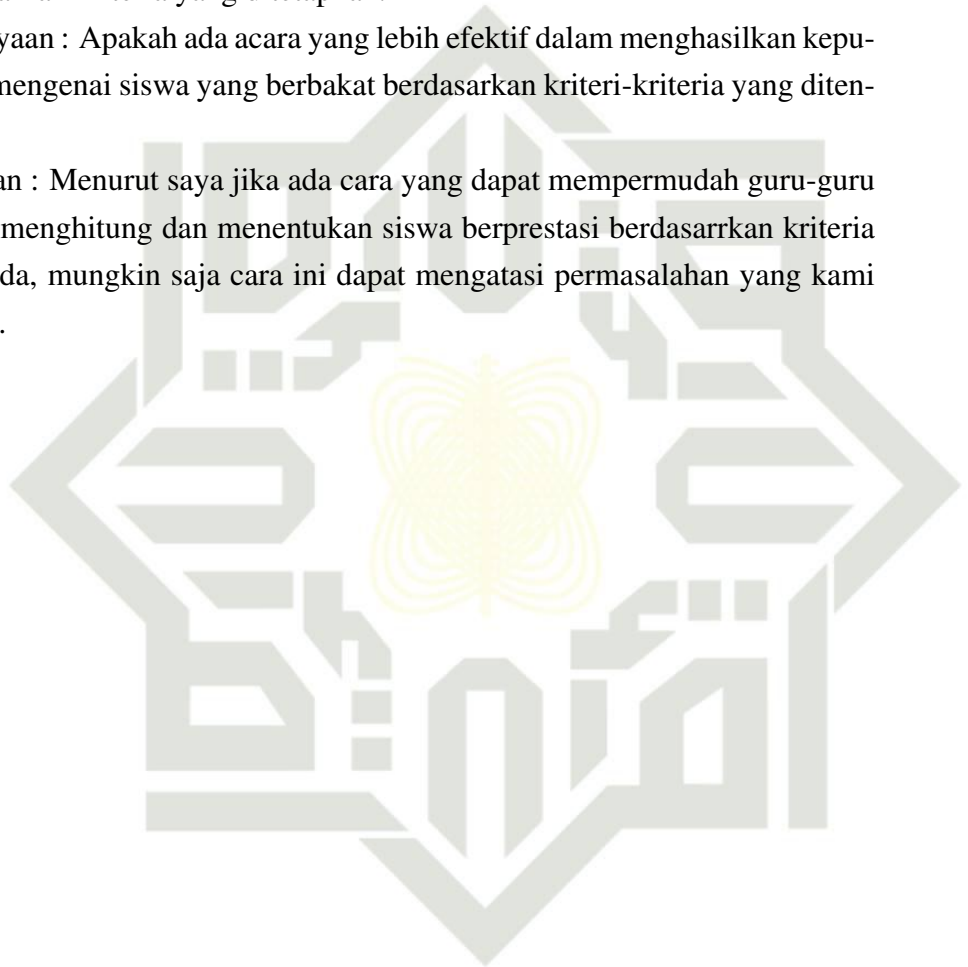 yang ditetapkan.
yaan : Apakah ada acara yang lebih efektif dalam menghasilkan kepu-
mengenai siswa yang berbakat berdasarkan kriteri-kriteria yang diten-
an : Menurut saya jika ada cara yang dapat mempermudah guru-guru
menghitung dan menentukan siswa berprestasi berdasarrkan kriteria
da, mungkin saja cara ini dapat mengatasi permasalahan yang kami
.